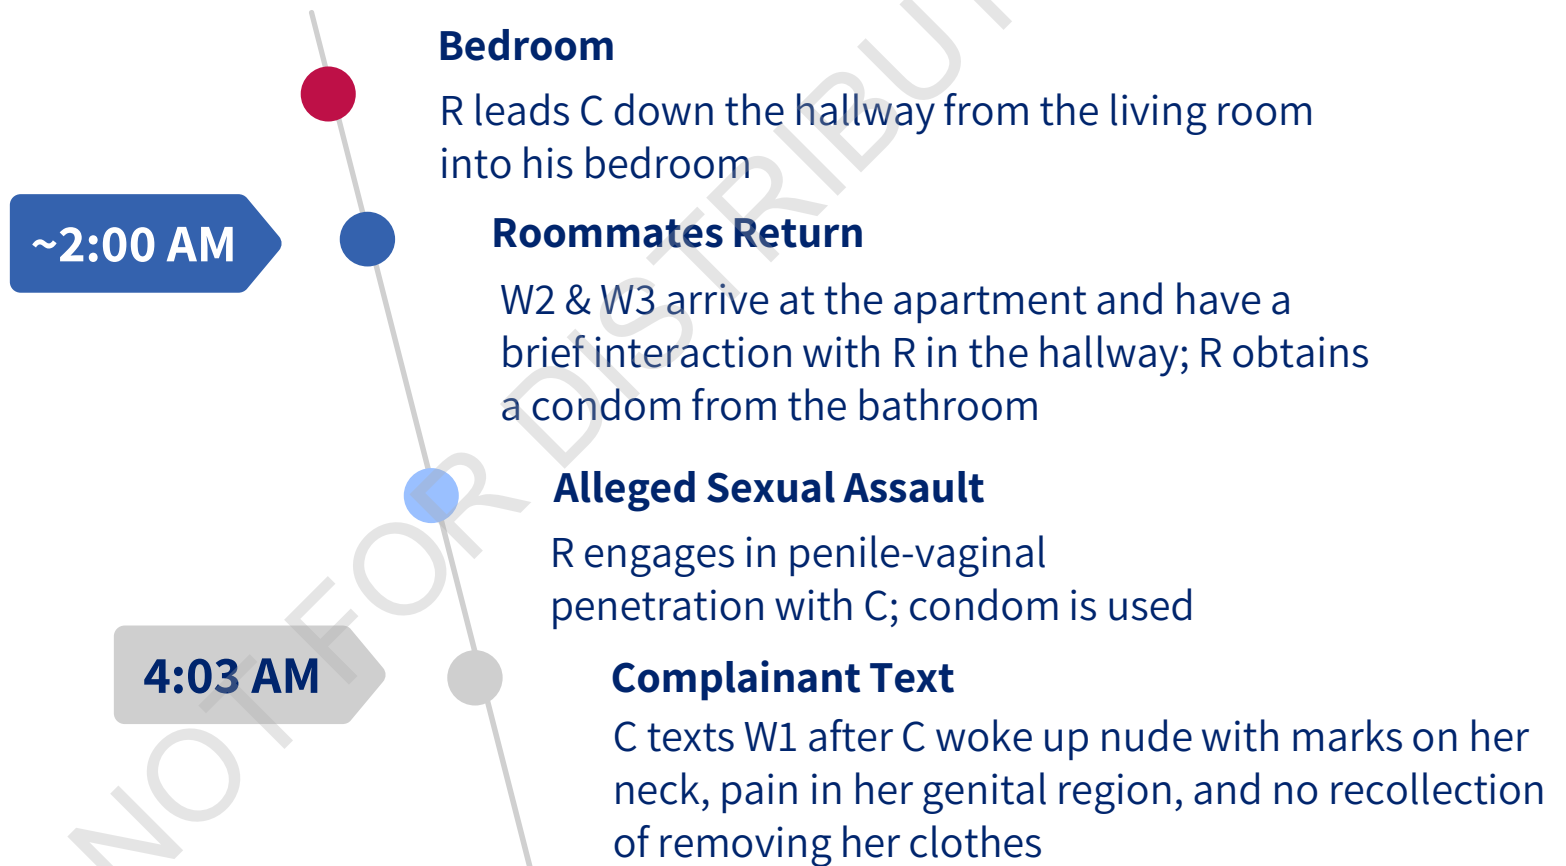 Bedroom
R leads C down the hallway from the living room
into his bedroom
~2:00 AM
Roommates Return
W2 & W3 arrive at the apartment and have a
brief interaction with R in the hallway; R obtains
a condom from the bathroom
Alleged Sexual Assault
R engages in penile-vaginal
penetration with C; condom is used
4:03 AM
Complainant Text
C texts W1 after C woke up nude with marks on her
neck, pain in her genital region, and no recollection
of removing her clothes
NOT FOR DISTRIBUT